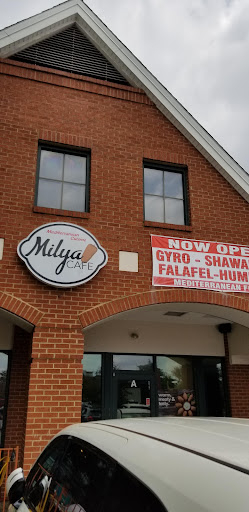 Mediterranean Cuisine
Milya
CAFE
NOW OPE
GYRO - SHAWA
FALAFEL-HUM
MEDITERRANEAN F
A